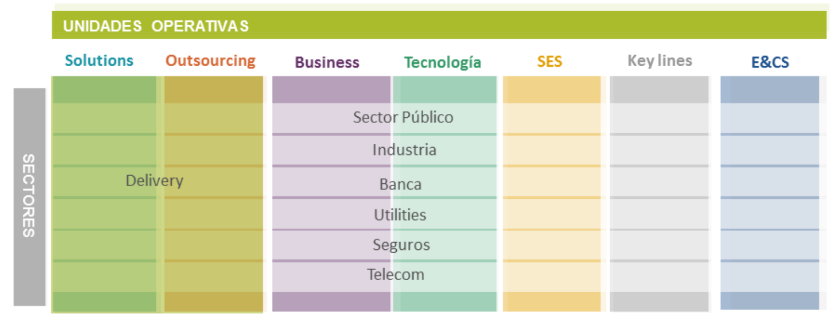 UNIDADES OPERATIVAS
Solutions Outsourcing Business Tecnología SES Key lines E&CS
SECTORES
Sector Público
Industria
Delivery Banca
Utilities
Seguros
Telecom